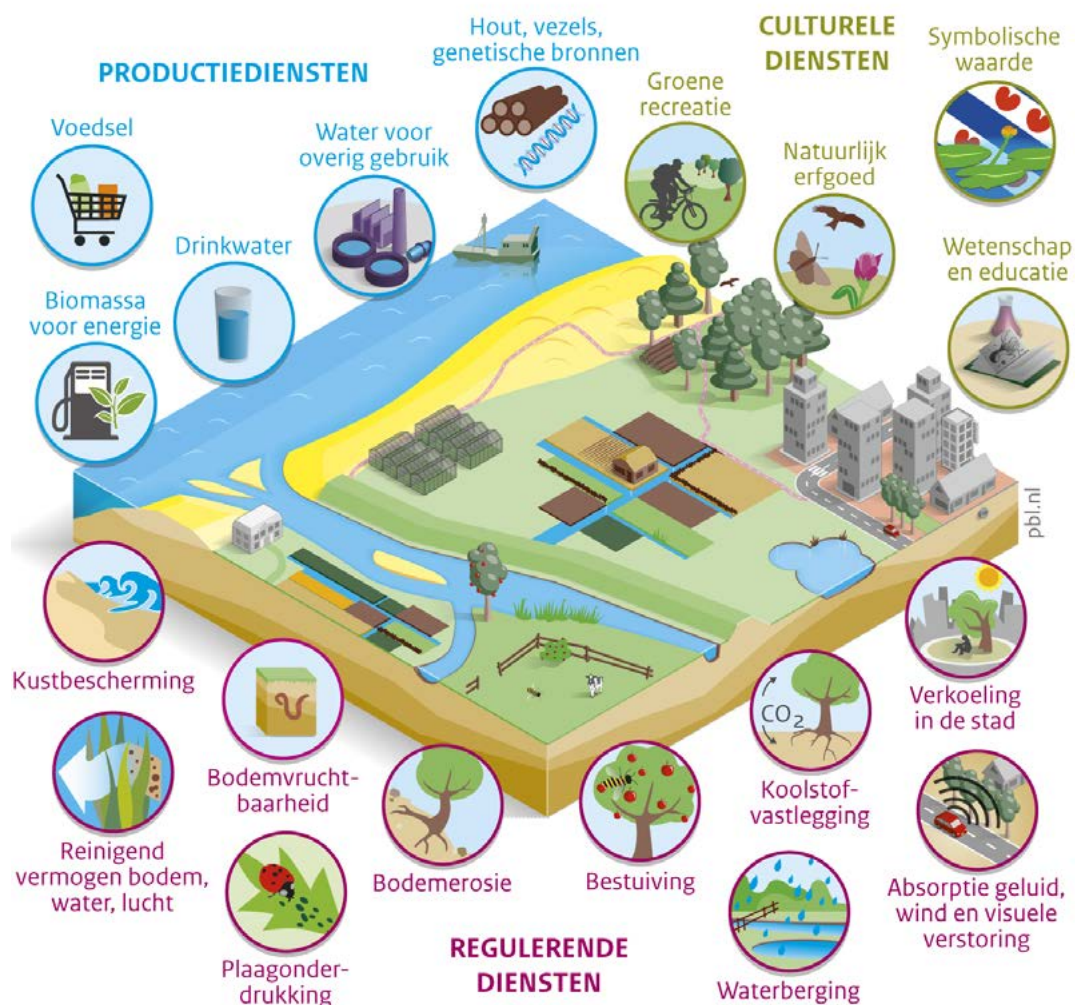 PRODUCTIEDIENSTEN
Voedsel
Drinkwater
Biomassa
voor energie
Water voor
overig gebruik
Hout, vezels,
genetische bronnen
CULTURELE
DIENSTEN
Groene
recreatie
Natuurlijk
erfgoed
Symbolische
waarde
Wetenschap
en educatie
pbl.nl
Kustbescherming
Reinigend
vermogen bodem,
water, lucht
Bodemvrucht-
baarheid
Plaagonder-
drukking
Bodemerosie
Bestuiving
CO2
Koolstof-
vastlegging
Waterberging
Verkoeling
in de stad
Absorptie geluid,
wind en visuele
verstoring
REGULERENDE
DIENSTEN